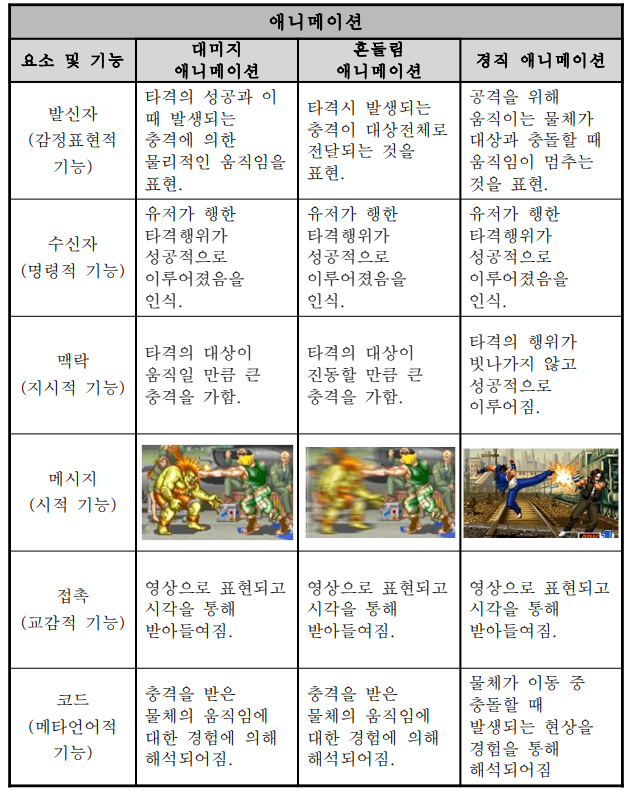 애니메이션
요소 및 기능
대미지
애니메이션
흔들림
애니메이션
경직 애니메이션
발신자
(감정표현적
기능)
타격의 성공과 이
때 발생되는
충격에 의한
물리적인 움직임을
표현.
타격시 발생되는
충격이 대상전체로
전달되는 것을
표현.
공격을 위해
움직이는 물체가
대상과 충돌할 때
움직임이 멈추는
것을 표현.
수신자
(명령적 기능)
유저가 행한
타격행위가
성공적으로
이루어졌음을
인식.
유저가 행한
타격행위가
성공적으로
이루어졌음을
인식.
유저가 행한
타격행위가
성공적으로
이루어졌음을
인식.
맥락
(지시적 기능)
타격의 대상이
움직일 만큼 큰
충격을 가함.
타격의 대상이
진동할 만큼 큰
충격을 가함.
타격의 행위가
빗나가지 않고
성공적으로
이루어짐.
메시지
(시적 기능)
접촉
(교감적 기능)
영상으로 표현되고
시각을 통해
받아들여짐.
영상으로 표현되고
시각을 통해
받아들여짐.
영상으로 표현되고
시각을 통해
받아들여짐.
코드
(메타언어적
기능)
충격을 받은
물체의 움직임에
대한 경험에 의해
해석되어짐.
충격을 받은
물체의 움직임에
대한 경험에 의해
해석되어짐.
물체가 이동 중
충돌할 때
발생되는 현상을
경험을 통해
해석되어짐